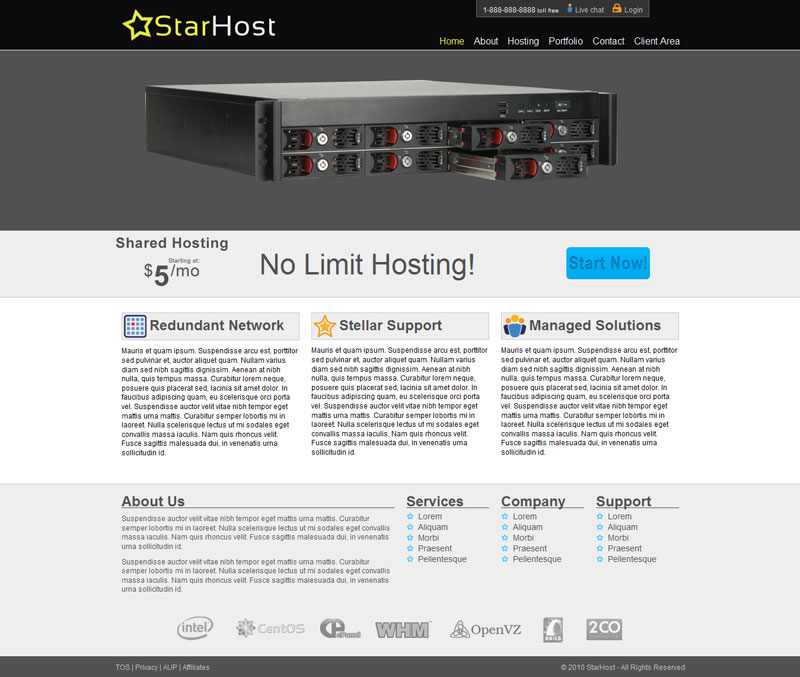 StarHost
1-888-888-8888 toll free Live chat Login
Home About Hosting Portfolio Contact Client Area
Shared Hosting
Starting at:
$5/mo
No Limit Hosting!
Start Now!
Redundant Network
Mauris et quam ipsum. Suspendisse arcu est, porttitor
sed pulvinar et, auctor aliquet quam. Nullam varius
diam sed nibh sagittis dignissim. Aenean at nibh
nulla, quis tempus massa. Curabitur lorem neque,
posuere quis placerat sed, lacinia sit amet dolor. In
faucibus adipiscing quam, eu scelerisque orci porta
vel. Suspendisse auctor velit vitae nibh tempor eget
mattis urna mattis. Curabitur semper lobortis mi in
laoreet. Nulla scelerisque lectus ut mi sodales eget
convallis massa iaculis. Nam quis rhoncus velit.
Fusce sagittis malesuada dui, in venenatis urna
sollicitudin id.
Stellar Support
Mauris et quam ipsum. Suspendisse arcu est, porttitor
sed pulvinar et, auctor aliquet quam. Nullam varius
diam sed nibh sagittis dignissim. Aenean at nibh
nulla, quis tempus massa. Curabitur lorem neque,
posuere quis placerat sed, lacinia sit amet dolor. In
faucibus adipiscing quam, eu scelerisque orci porta
vel. Suspendisse auctor velit vitae nibh tempor eget
mattis urna mattis. Curabitur semper lobortis mi in
laoreet. Nulla scelerisque lectus ut mi sodales eget
convallis massa iaculis. Nam quis rhoncus velit.
Fusce sagittis malesuada dui, in venenatis urna
sollicitudin id.
Managed Solutions
Mauris et quam ipsum. Suspendisse arcu est, porttitor
sed pulvinar et, auctor aliquet quam. Nullam varius
diam sed nibh sagittis dignissim. Aenean at nibh
nulla, quis tempus massa. Curabitur lorem neque,
posuere quis placerat sed, lacinia sit amet dolor. In
faucibus adipiscing quam, eu scelerisque orci porta
vel. Suspendisse auctor velit vitae nibh tempor eget
mattis urna mattis. Curabitur semper lobortis mi in
laoreet. Nulla scelerisque lectus ut mi sodales eget
convallis massa iaculis. Nam quis rhoncus velit.
Fusce sagittis malesuada dui, in venenatis urna
sollicitudin id.
About Us
Suspendisse auctor velit vitae nibh tempor eget mattis urna mattis. Curabitur
semper lobortis mi in laoreet. Nulla scelerisque lectus ut mi sodales eget convallis
massa iaculis. Nam quis rhoncus velit. Fusce sagittis malesuada dui, in venenatis
urna sollicitudin id.
Suspendisse auctor velit vitae nibh tempor eget mattis urna mattis. Curabitur
semper lobortis mi in laoreet. Nulla scelerisque lectus ut mi sodales eget convallis
massa iaculis. Nam quis rhoncus velit. Fusce sagittis malesuada dui, in venenatis
urna sollicitudin id.
Services
Lorem
Aliquam
Morbi
Praesent
Pellentesque
Company
Lorem
Aliquam
Morbi
Praesent
Pellentesque
Support
Lorem
Aliquam
Morbi
Praesent
Pellentesque
intel CentOS cPanel WHM OpenVZ RAILS 2CO
TOS | Privacy | AUP | Affiliates
© 2010 StarHost - All Rights Reserved